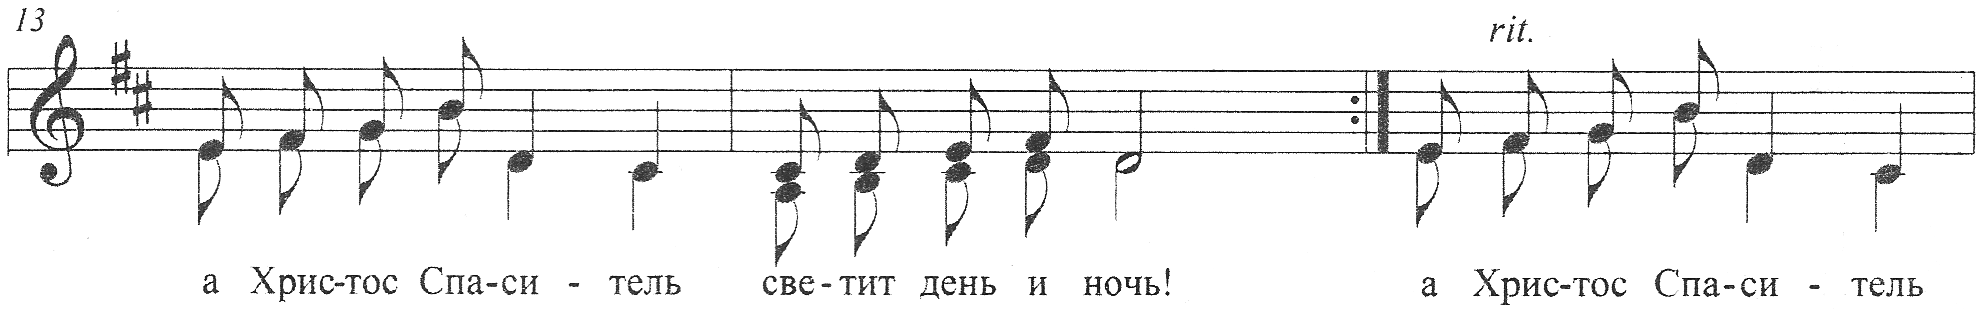 13
rit.
а Хрис-тос Спа-си - тель све-тит день и ночь! а Хрис-тос Спа-си - тель